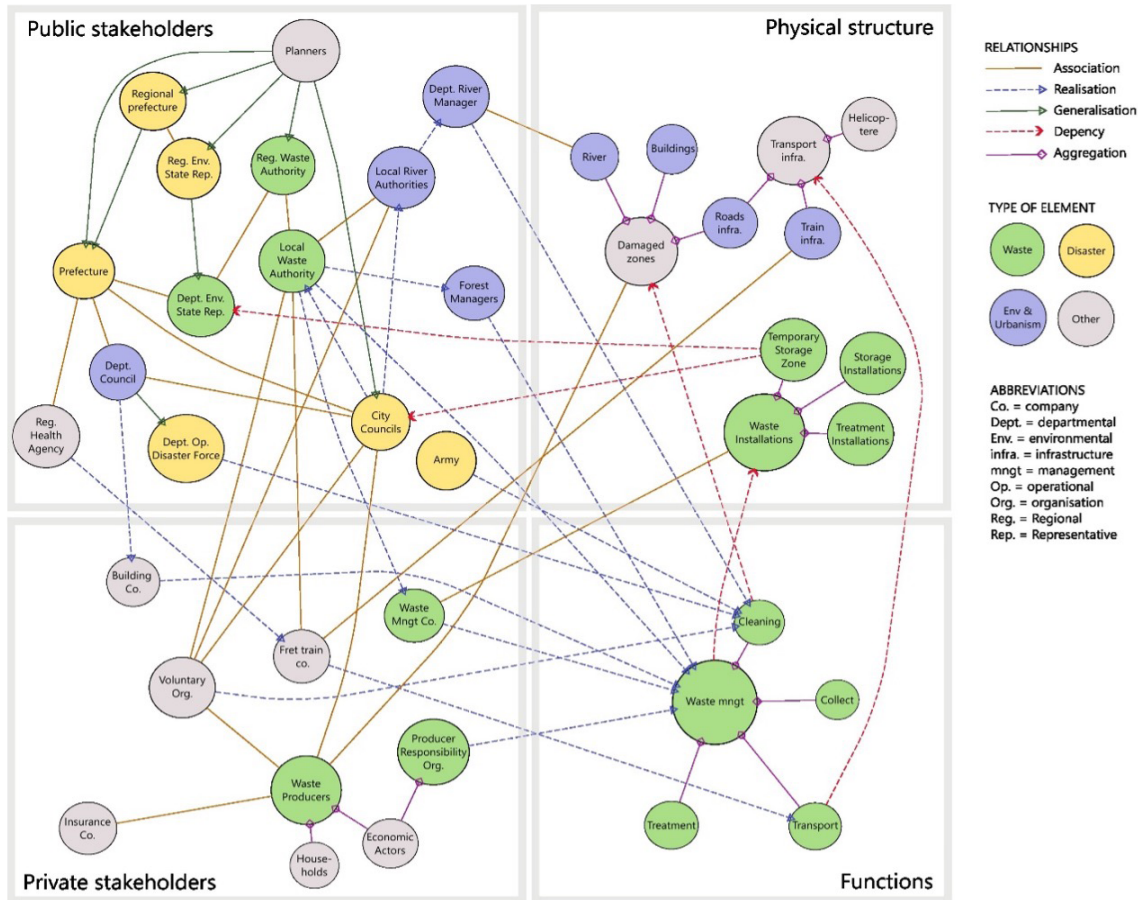 Public stakeholders
Physical structure
Planners
Regional
prefecture
Dept. River
Manager
Reg. Env.
State Rep.
Reg. Waste
Authority
Local River
Authorities
Local
Waste
Authority
Prefecture
Dept. Env.
State Rep.
Forest
Managers
Dept.
Council
City
Councils
Reg.
Health
Agency
Dept. Op.
Disaster Force
Army
River
Buildings
Transport
infra.
Helicop-
tere
Roads
infra.
Train
infra.
Damaged
zones
Temporary
Storage
Zone
Storage
Installations
Waste
Installations
Treatment
Installations
Building
Co.
Waste
Mngt Co.
Fret train
co.
Voluntary
Org.
Producer
Responsibility
Org.
Waste
Producers
Insurance
Co.
Economic
Actors
House-
holds
Private stakeholders
Cleaning
Waste mngt
Collect
Treatment
Transport
Functions
RELATIONSHIPS
Association
Realisation
Generalisation
Depency
Aggregation
TYPE OF ELEMENT
Waste
Disaster
Env &
Urbanism
Other
ABBREVIATIONS
Co. = company
Dept. = departmental
Env. = environmental
infra. = infrastructure
mngt = management
Op. = operational
Org. = organisation
Reg. = Regional
Rep. = Representative